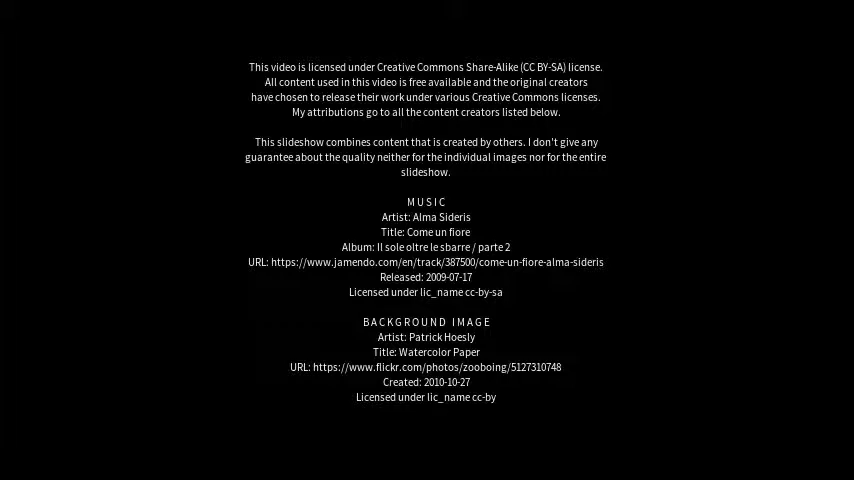 This video is licensed under Creative Commons Share-Alike (CC BY-SA) license.
All content used in this video is free available and the original creators
have chosen to release their work under various Creative Commons licenses.
My attributions go to all the content creators listed below.
This slideshow combines content that is created by others. I don't give any
guarantee about the quality neither for the individual images nor for the entire
slideshow.
MUSIC
Artist: Alma Sideris
Title: Come un fiore
Album: Il sole oltre le sbarre / parte 2
URL: https://www.jamendo.com/en/track/387500/come-un-fiore-alma-sideris
Released: 2009-07-17
Licensed under lic_name cc-by-sa
BACKGROUND IMAGE
Artist: Patrick Hoesly
Title: Watercolor Paper
URL: https://www.flickr.com/photos/zooboing/5127310748
Created: 2010-10-27
Licensed under lic_name cc-by